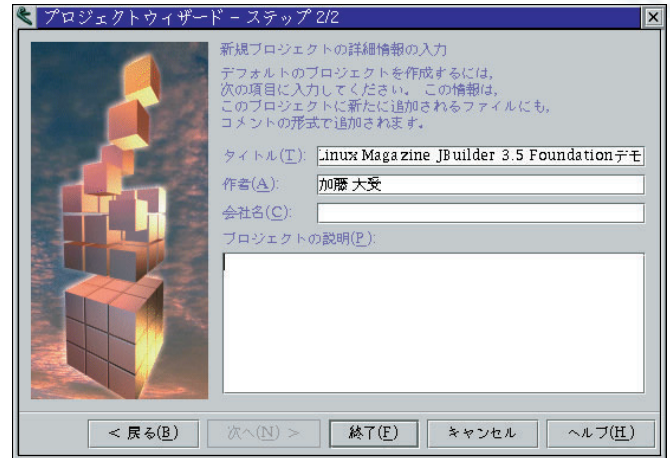 プロジェクトウィザード – ステップ 2/2
新規プロジェクトの詳細情報の入力
デフォルトのプロジェクトを作成するには,
次の項目に入力してください。 この情報は,
このプロジェクトに新たに追加されるファイルにも,
コメントの形式で追加されます。
タイトル(T): Linux Magazine JBuilder 3.5 Foundationデモ
作者(A): 加藤 大受
会社名(C):
プロジェクトの説明(P):
< 戻る(B) 次へ(N) > 終了(F) キャンセル ヘルプ(H)